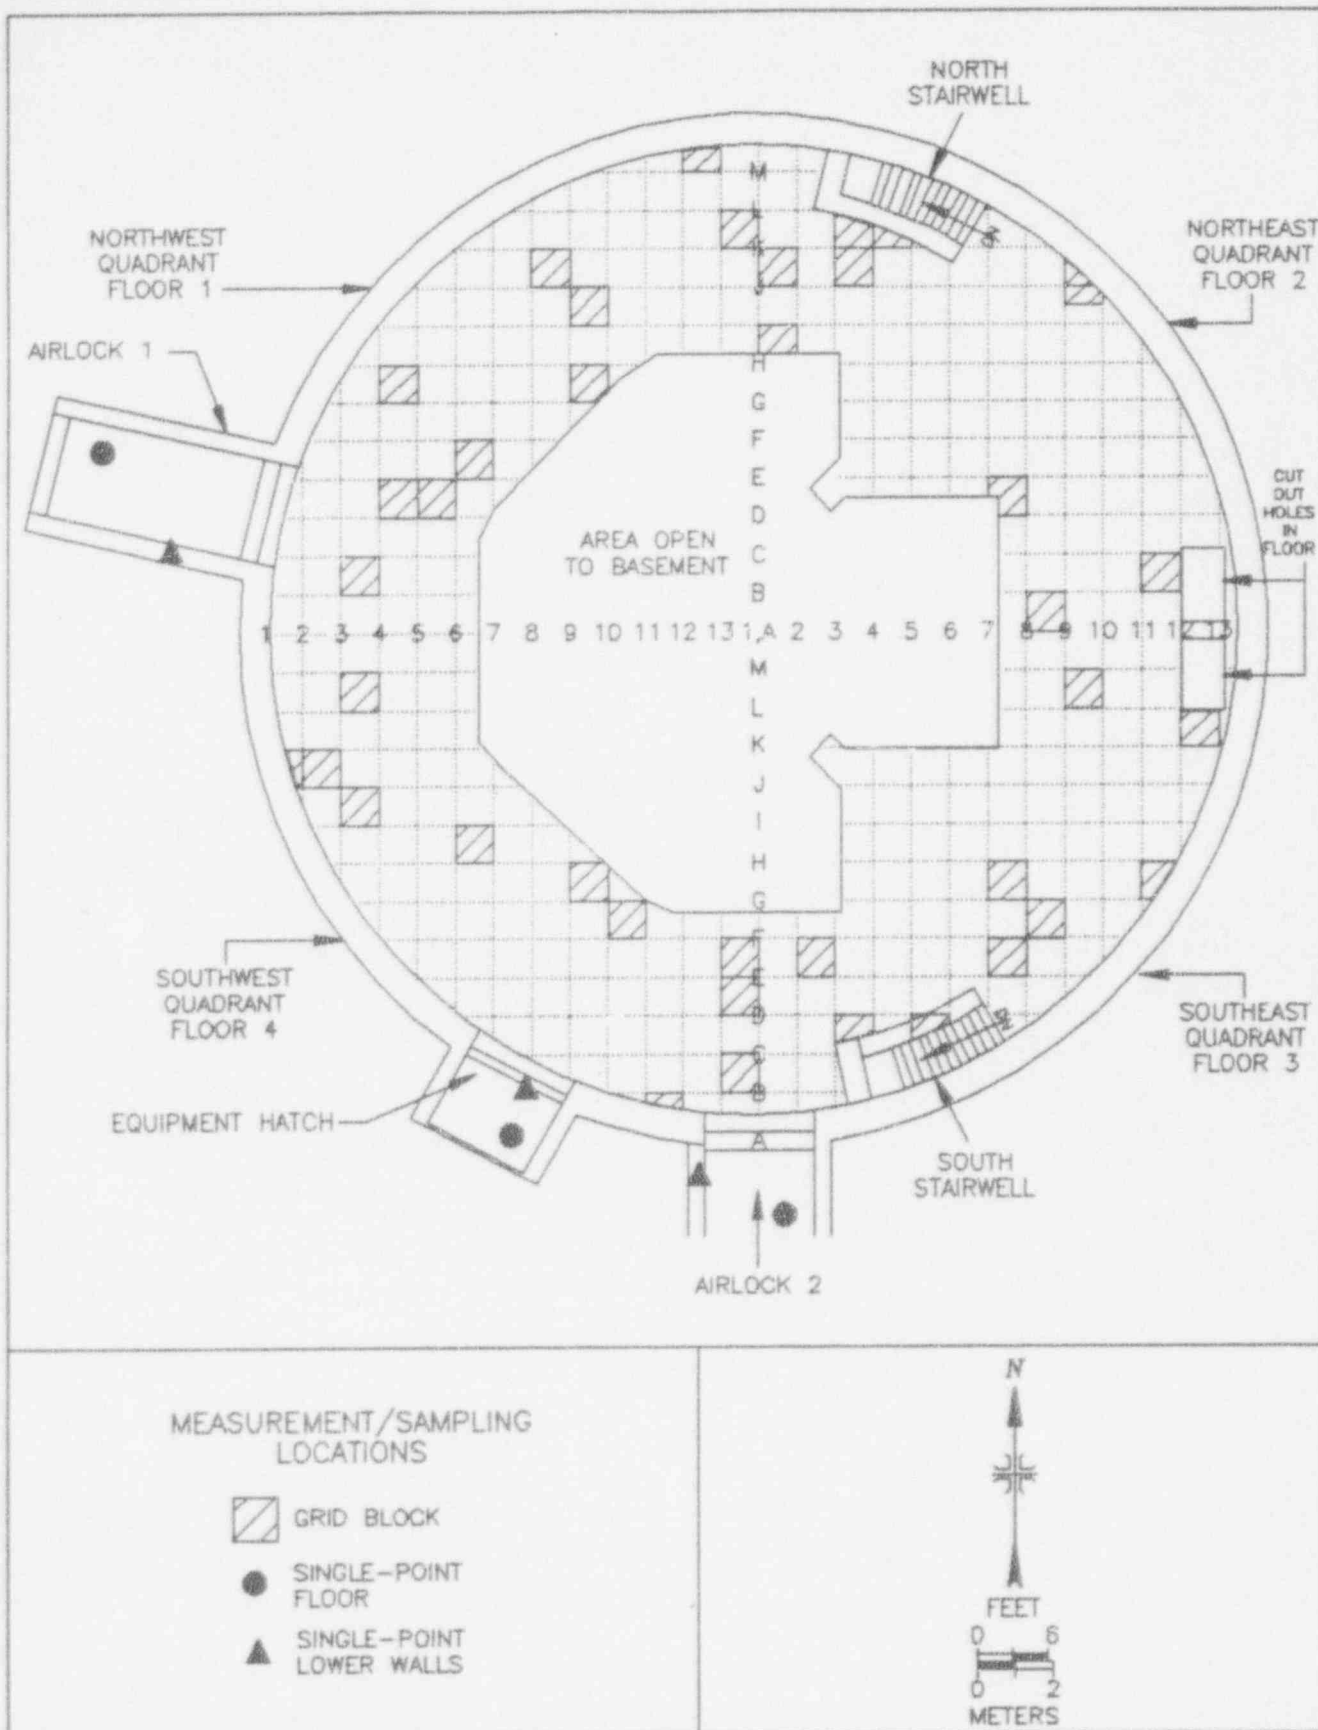 NORTH
STAIRWELL
NORTHWEST
QUADRANT
FLOOR 1
NORTHEAST
QUADRANT
FLOOR 2
AIRLOCK 1
M
L
K
J
H
G
F
E
D
C
B
CUT
OUT
HOLES
IN
FLOOR
AREA OPEN
TO BASEMENT
1 2 3 4 5 6 7 8 9 10 11 12 13 1,A 2 3 4 5 6 7 8 9 10 11 12 13
M
L
K
J
I
H
G
F
E
D
C
B
A
SOUTHWEST
QUADRANT
FLOOR 4
SOUTHEAST
QUADRANT
FLOOR 3
EQUIPMENT HATCH
SOUTH
STAIRWELL
AIRLOCK 2
MEASUREMENT/SAMPLING
LOCATIONS
GRID BLOCK
SINGLE-POINT
FLOOR
SINGLE-POINT
LOWER WALLS
N
FEET
0 6
0 2
METERS